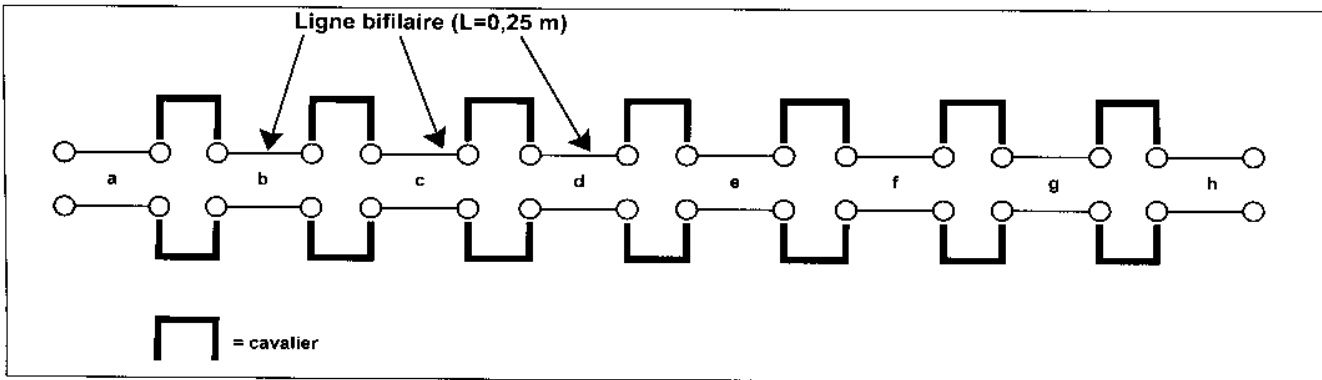 Ligne bifilaire (L=0,25 m)
a b c d e f g h
= cavalier